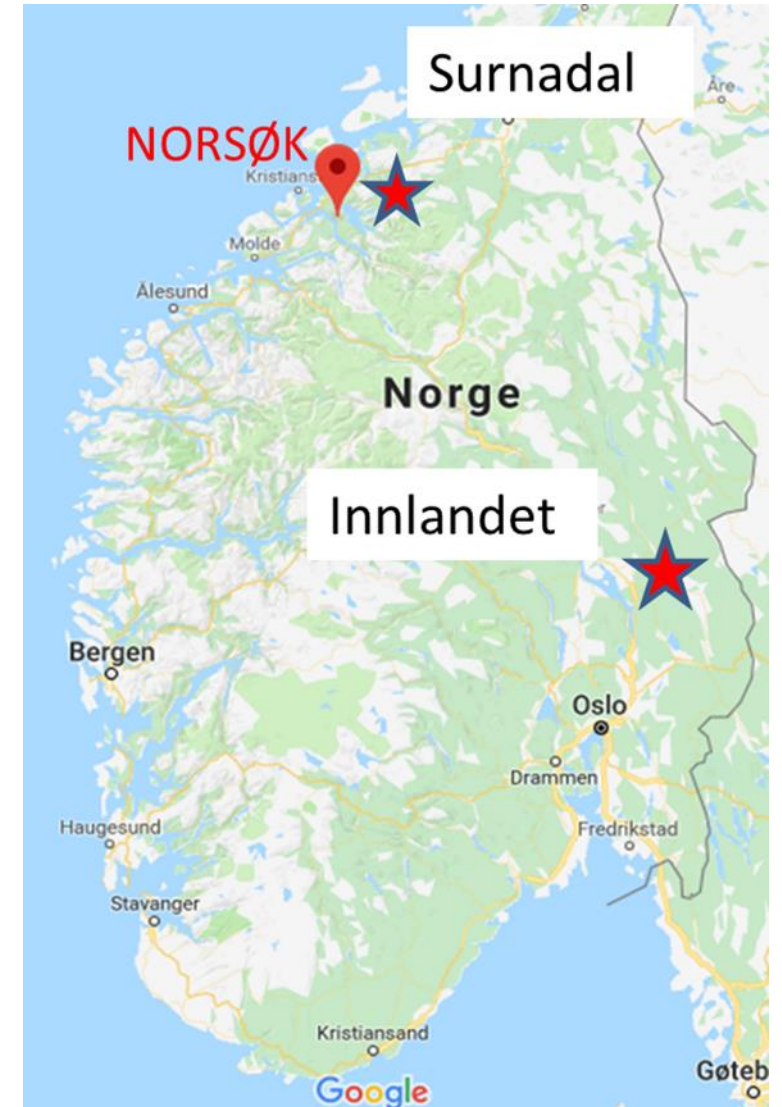 Surnadal
Åre
NORSØK
Kristians
Molde
Ålesund
Norge
Innlandet
Bergen
Oslo
Drammen
Haugesund
Fredrikstad
Stavanger
Kristiansand
Gøteb
Google